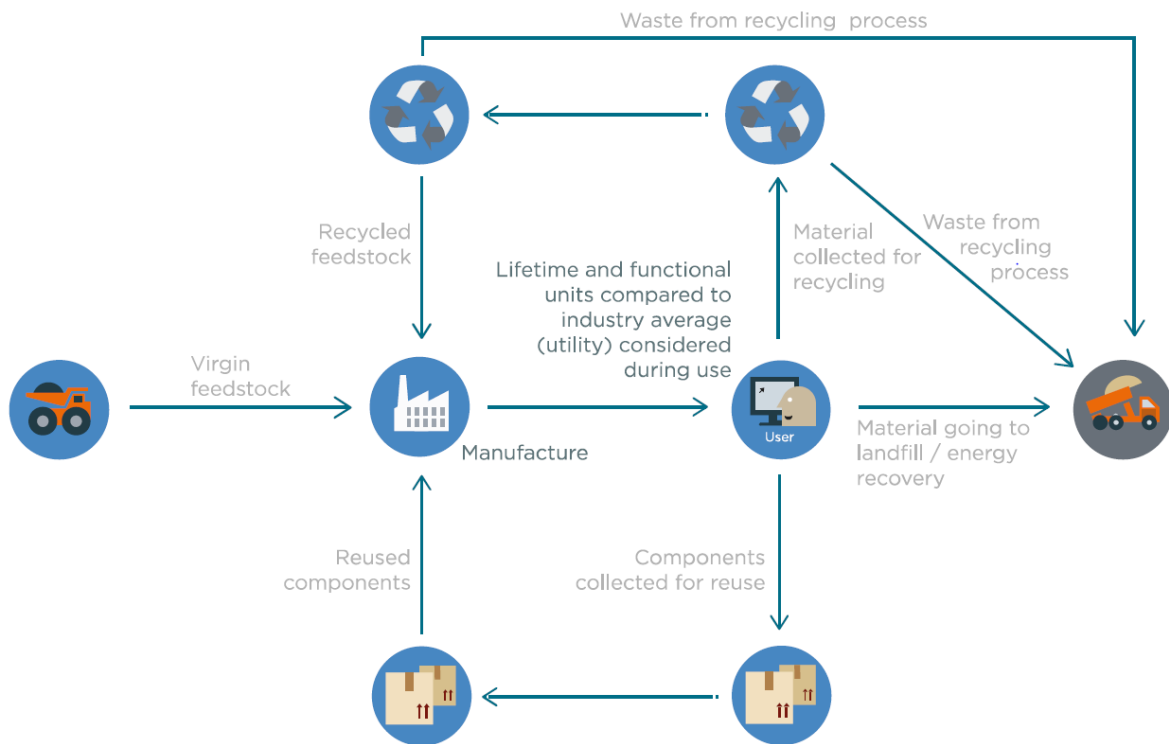 Waste from recycling process
Recycled
feedstock
Lifetime and functional
units compared to
industry average
(utility) considered
during use
Material
collected for
recycling
Waste from
recycling
process
Virgin
feedstock
Manufacture
User
Material going to
landfill / energy
recovery
Reused
components
Components
collected for reuse